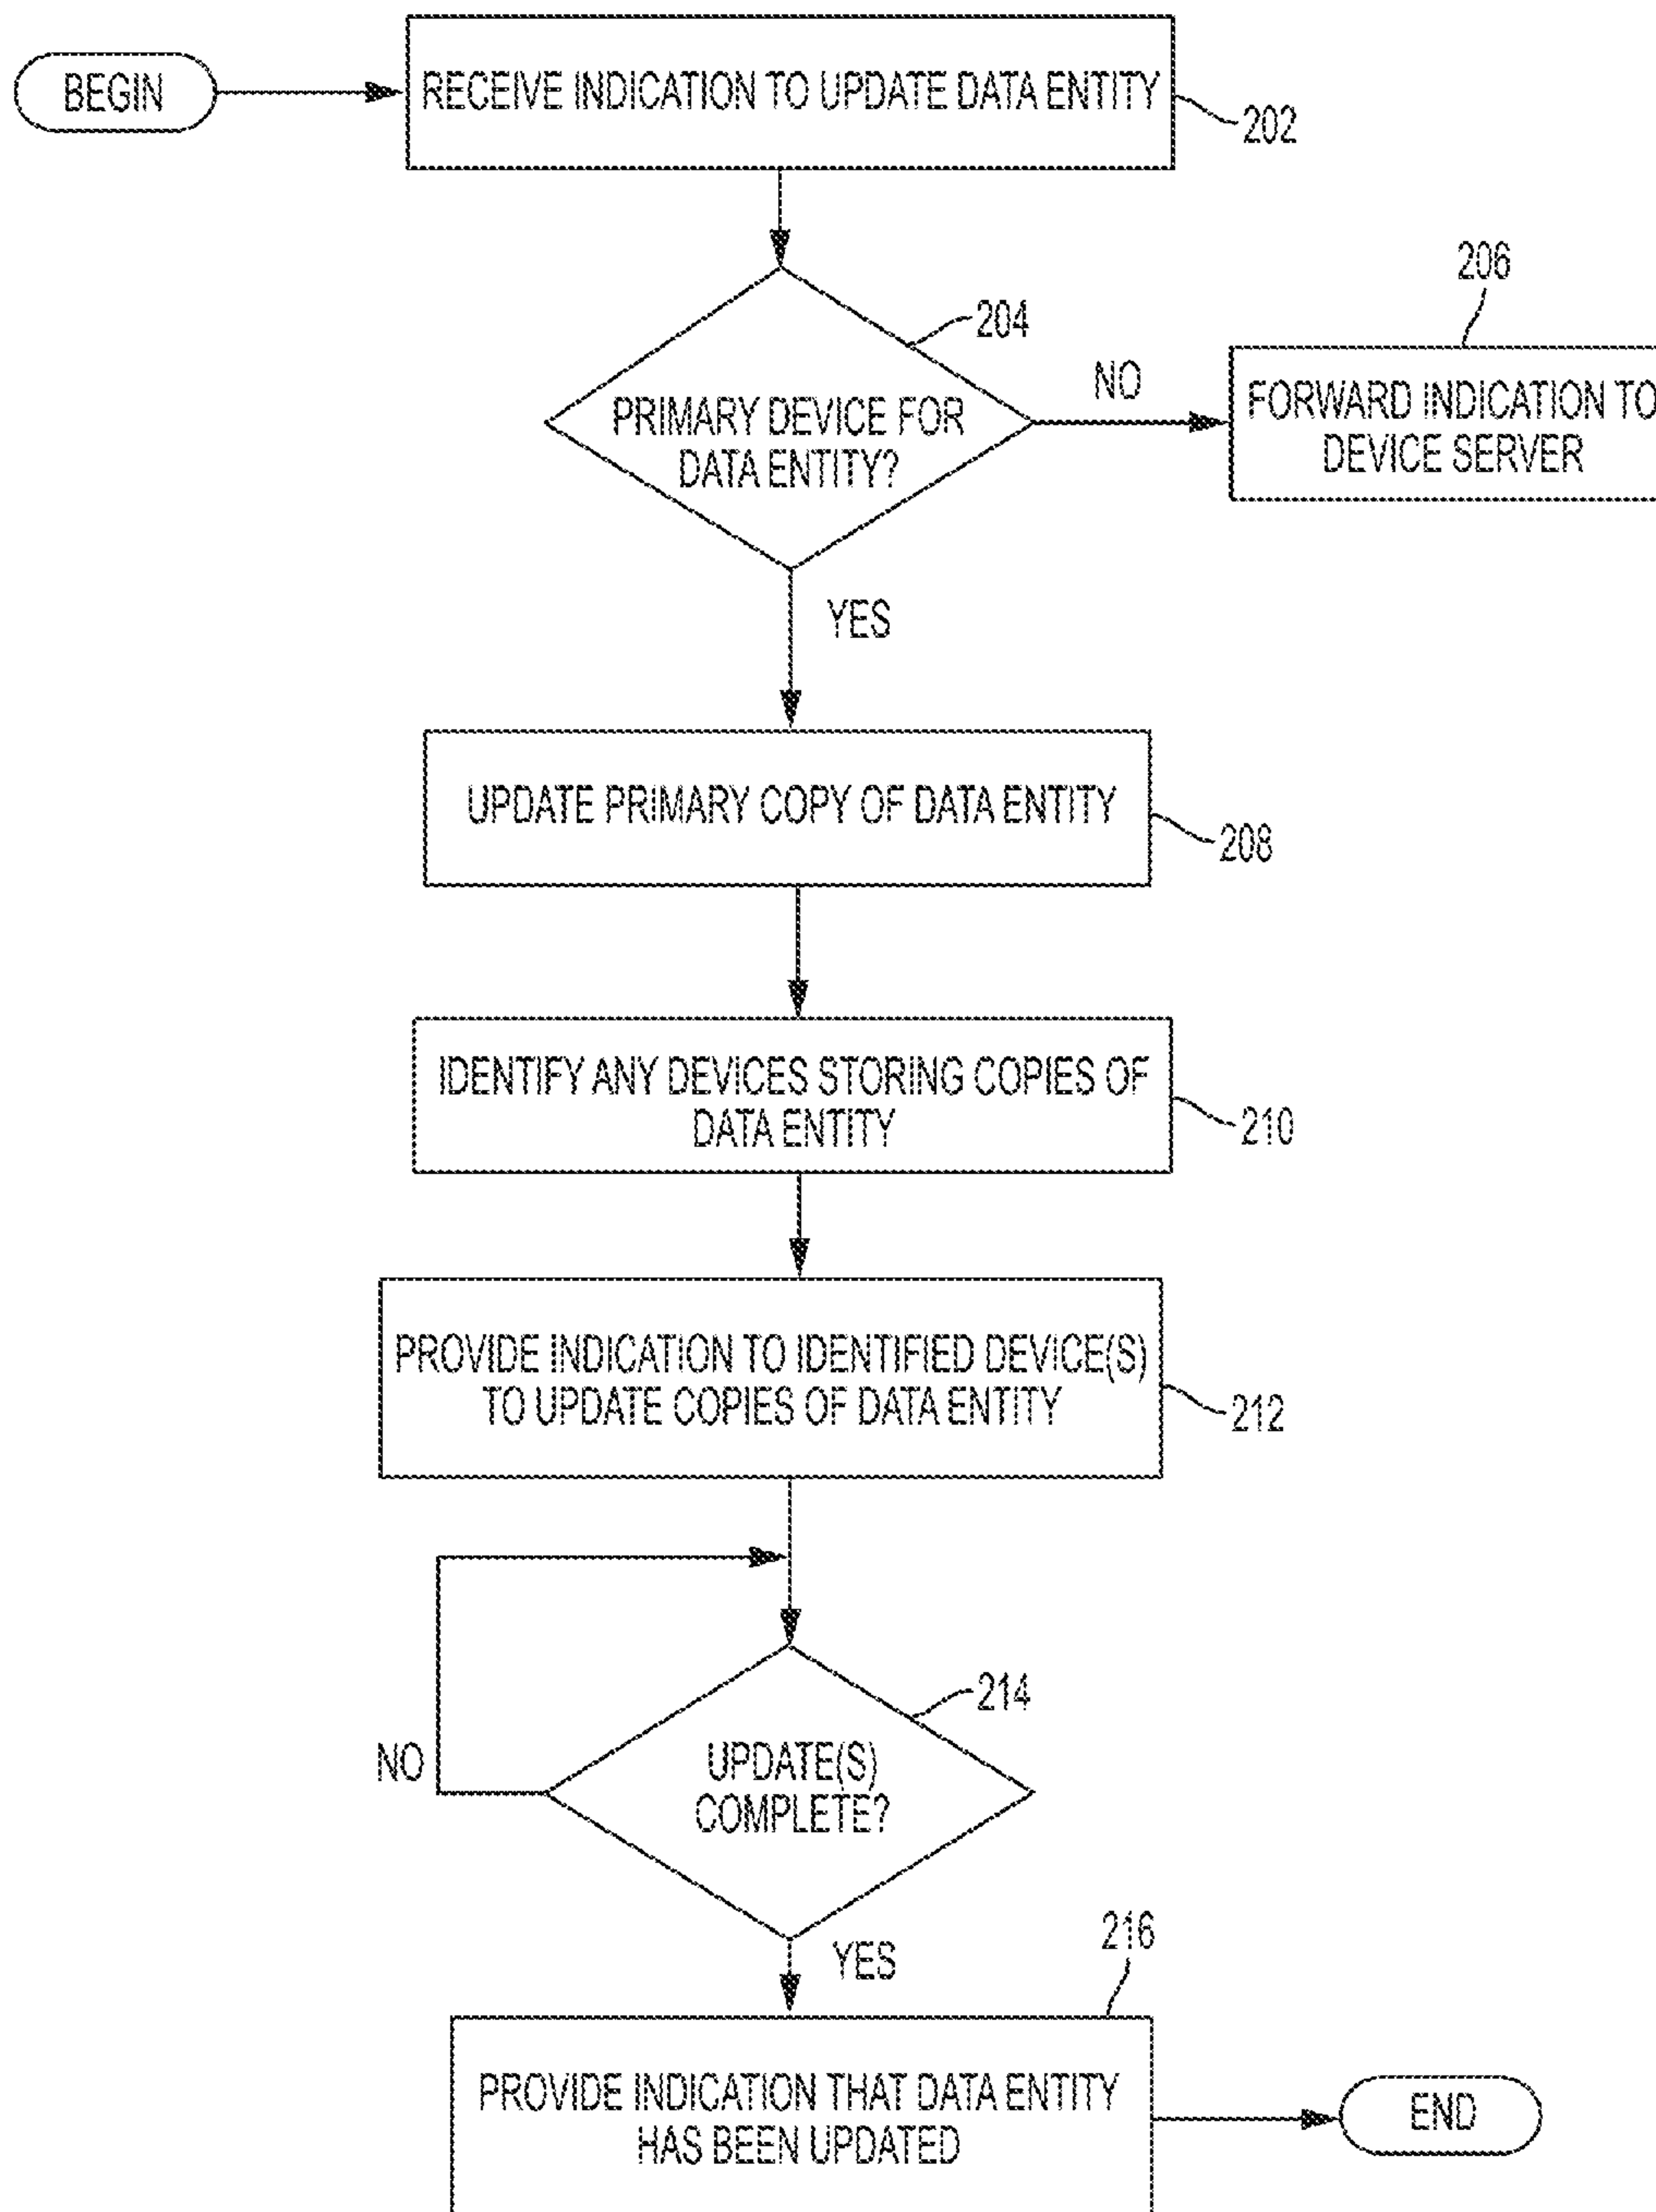 BEGIN
RECEIVE INDICATION TO UPDATE DATA ENTITY
202
204
PRIMARY DEVICE FOR
DATA ENTITY?
NO
206
FORWARD INDICATION TO
DEVICE SERVER
YES
UPDATE PRIMARY COPY OF DATA ENTITY
208
IDENTIFY ANY DEVICES STORING COPIES OF
DATA ENTITY
210
PROVIDE INDICATION TO IDENTIFIED DEVICE(S)
TO UPDATE COPIES OF DATA ENTITY
212
214
UPDATE(S)
COMPLETE?
NO
YES
216
PROVIDE INDICATION THAT DATA ENTITY
HAS BEEN UPDATED
END